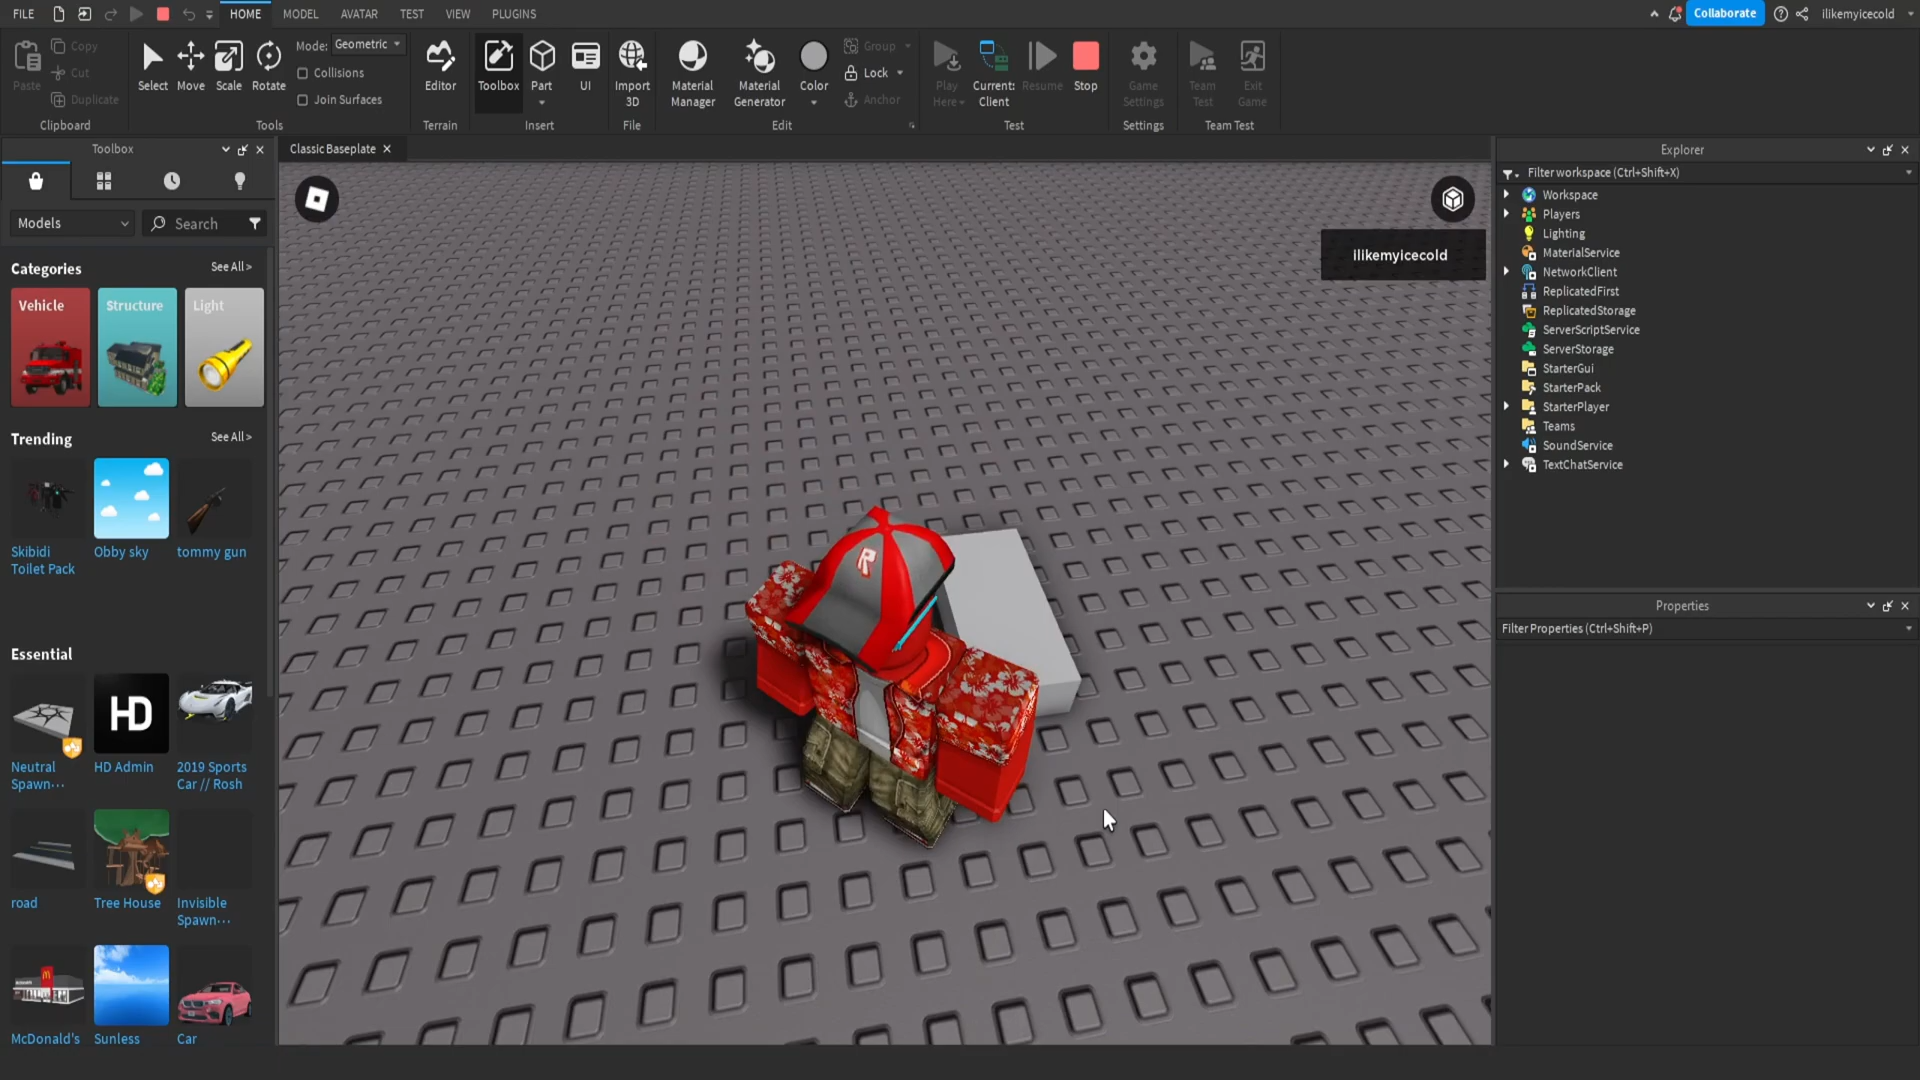 FILE HOME MODEL AVATAR TEST VIEW PLUGINS Collaborate ilikemyicecold
Paste Copy Cut Duplicate
Clipboard
Select Move Scale Rotate
Mode: Geometric
Collisions
Join Surfaces
Tools
Editor
Terrain
Toolbox Part UI
Insert
Import
3D
File
Material
Manager
Material
Generator
Color
Group
Lock
Anchor
Edit
Play
Here
Current:
Client
Resume
Stop
Test
Game
Settings
Settings
Team
Test
Exit
Game
Team Test
Toolbox
Models Search
Categories See All >
Vehicle Structure Light
Trending See All >
Skibidi
Toilet Pack
Obby sky
tommy gun
Essential
HD
Neutral
Spawn...
HD Admin
2019 Sports
Car // Rosh
road
Tree House
Invisible
Spawn...
McDonald's
Sunless
Car
Classic Baseplate
ilikemyicecold
R
Explorer
Filter workspace (Ctrl+Shift+X)
Workspace
Players
Lighting
MaterialService
NetworkClient
ReplicatedFirst
ReplicatedStorage
ServerScriptService
ServerStorage
StarterGui
StarterPack
StarterPlayer
Teams
SoundService
TextChatService
Properties
Filter Properties (Ctrl+Shift+P)